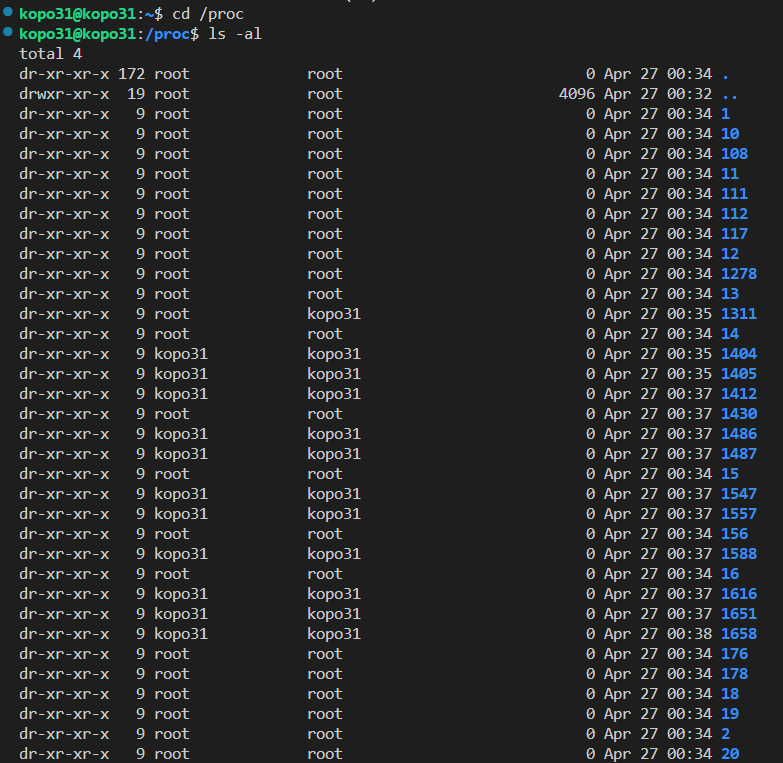 kopo31@kopo31:~$ cd /proc
kopo31@kopo31:/proc$ ls -al
total 4
dr-xr-xr-x 172 root root 0 Apr 27 00:34 .
drwxr-xr-x 19 root root 4096 Apr 27 00:32 ..
dr-xr-xr-x 9 root root 0 Apr 27 00:34 1
dr-xr-xr-x 9 root root 0 Apr 27 00:34 10
dr-xr-xr-x 9 root root 0 Apr 27 00:34 108
dr-xr-xr-x 9 root root 0 Apr 27 00:34 11
dr-xr-xr-x 9 root root 0 Apr 27 00:34 111
dr-xr-xr-x 9 root root 0 Apr 27 00:34 112
dr-xr-xr-x 9 root root 0 Apr 27 00:34 117
dr-xr-xr-x 9 root root 0 Apr 27 00:34 12
dr-xr-xr-x 9 root root 0 Apr 27 00:34 1278
dr-xr-xr-x 9 root root 0 Apr 27 00:34 13
dr-xr-xr-x 9 root kopo31 0 Apr 27 00:35 1311
dr-xr-xr-x 9 root root 0 Apr 27 00:34 14
dr-xr-xr-x 9 kopo31 kopo31 0 Apr 27 00:35 1404
dr-xr-xr-x 9 kopo31 kopo31 0 Apr 27 00:35 1405
dr-xr-xr-x 9 kopo31 kopo31 0 Apr 27 00:37 1412
dr-xr-xr-x 9 root root 0 Apr 27 00:37 1430
dr-xr-xr-x 9 kopo31 kopo31 0 Apr 27 00:37 1486
dr-xr-xr-x 9 kopo31 kopo31 0 Apr 27 00:37 1487
dr-xr-xr-x 9 root root 0 Apr 27 00:34 15
dr-xr-xr-x 9 kopo31 kopo31 0 Apr 27 00:37 1547
dr-xr-xr-x 9 kopo31 kopo31 0 Apr 27 00:37 1557
dr-xr-xr-x 9 root root 0 Apr 27 00:34 156
dr-xr-xr-x 9 kopo31 kopo31 0 Apr 27 00:37 1588
dr-xr-xr-x 9 root root 0 Apr 27 00:34 16
dr-xr-xr-x 9 kopo31 kopo31 0 Apr 27 00:37 1616
dr-xr-xr-x 9 kopo31 kopo31 0 Apr 27 00:37 1651
dr-xr-xr-x 9 kopo31 kopo31 0 Apr 27 00:38 1658
dr-xr-xr-x 9 root root 0 Apr 27 00:34 176
dr-xr-xr-x 9 root root 0 Apr 27 00:34 178
dr-xr-xr-x 9 root root 0 Apr 27 00:34 18
dr-xr-xr-x 9 root root 0 Apr 27 00:34 19
dr-xr-xr-x 9 root root 0 Apr 27 00:34 2
dr-xr-xr-x 9 root root 0 Apr 27 00:34 20